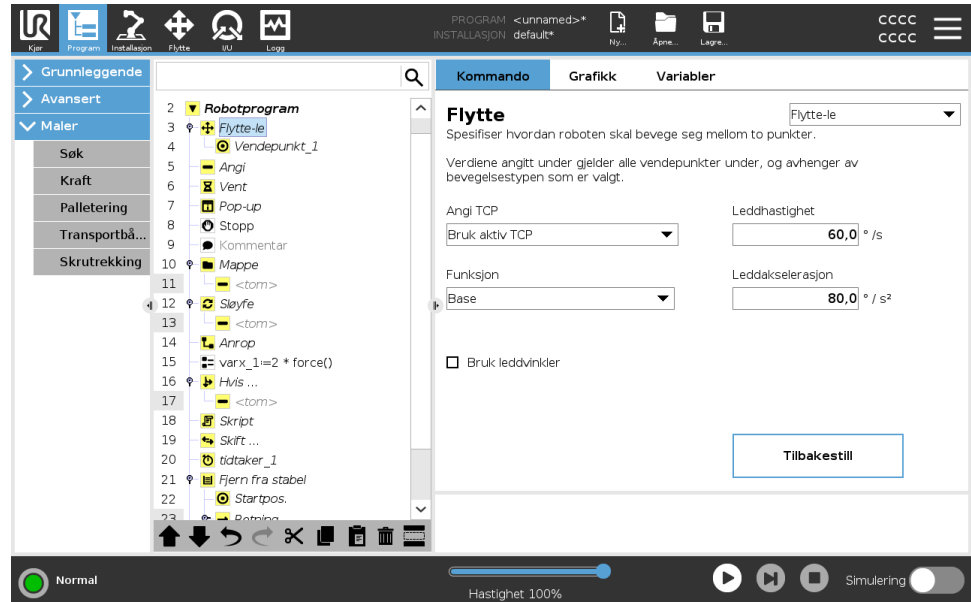 PROGRAM <unnamed>*
INSTALLASJON default*
Kjør Program Installasjon Flytte I/U Logg Ny... Åpne... Lagre...
CCCC
CCCC
Grunnleggende
Avansert
Maler
Søk
Kraft
Palletering
Transportbå...
Skrutrekking
2 Robotprogram
3 Flytte-le
4 Vendepunkt_1
5 Angi
6 Vent
7 Pop-up
8 Stopp
9 Kommentar
10 Mappe
11 <tom>
12 Sløyfe
13 <tom>
14 Anrop
15 varx_1:=2 * force()
16 Hvis ...
17 <tom>
18 Skript
19 Skift ...
20 tidtaker_1
21 Fjern fra stabel
22 Startpos.
23 Retning
Kommando Grafikk Variabler
Flytte
Flytte-le
Spesifiser hvordan roboten skal bevege seg mellom to punkter.
Verdiene angitt under gjelder alle vendepunkter under, og avhenger av
bevegelsestypen som er valgt.
Angi TCP Leddhastighet
Bruk aktiv TCP 60,0 ° /s
Funksjon Leddakselerasjon
Base 80,0 ° / s²
Bruk leddvinkler
Tilbakestill
Normal
Hastighet 100%
Simulering